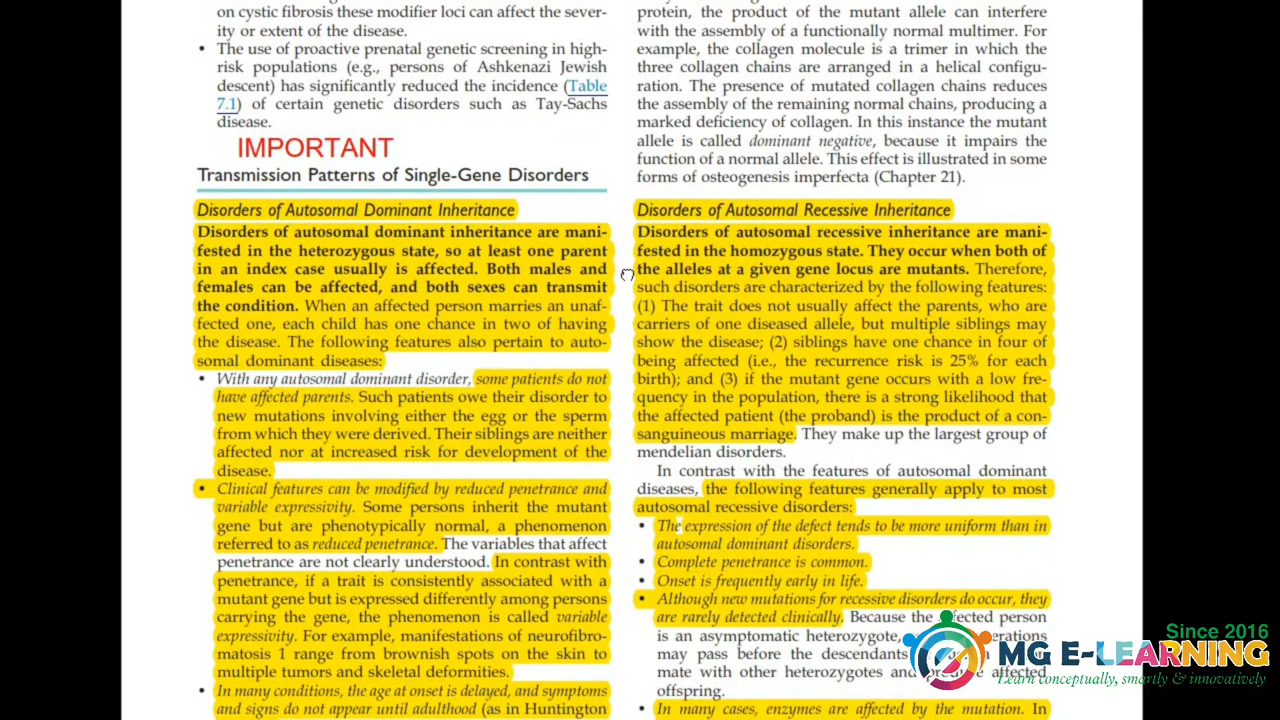 on cystic fibrosis these modifier loci can affect the sever-
ity or extent of the disease.
• The use of proactive prenatal genetic screening in high-
risk populations (e.g., persons of Ashkenazi Jewish
descent) has significantly reduced the incidence (Table
7.1) of certain genetic disorders such as Tay-Sachs
disease.
IMPORTANT
Transmission Patterns of Single-Gene Disorders
Disorders of Autosomal Dominant Inheritance
Disorders of autosomal dominant inheritance are mani-
fested in the heterozygous state, so at least one parent
in an index case usually is affected. Both males and
females can be affected, and both sexes can transmit
the condition. When an affected person marries an unaf-
fected one, each child has one chance in two of having
the disease. The following features also pertain to auto-
somal dominant diseases:
• With any autosomal dominant disorder, some patients do not
have affected parents. Such patients owe their disorder to
new mutations involving either the egg or the sperm
from which they were derived. Their siblings are neither
affected nor at increased risk for development of the
disease.
• Clinical features can be modified by reduced penetrance and
variable expressivity. Some persons inherit the mutant
gene but are phenotypically normal, a phenomenon
referred to as reduced penetrance. The variables that affect
penetrance are not clearly understood. In contrast with
penetrance, if a trait is consistently associated with a
mutant gene but is expressed differently among persons
carrying the gene, the phenomenon is called variable
expressivity. For example, manifestations of neurofibro-
matosis 1 range from brownish spots on the skin to
multiple tumors and skeletal deformities.
• In many conditions, the age at onset is delayed, and symptoms
and signs do not appear until adulthood (as in Huntington
protein, the product of the mutant allele can interfere
with the assembly of a functionally normal multimer. For
example, the collagen molecule is a trimer in which the
three collagen chains are arranged in a helical configu-
ration. The presence of mutated collagen chains reduces
the assembly of the remaining normal chains, producing a
marked deficiency of collagen. In this instance the mutant
allele is called dominant negative, because it impairs the
function of a normal allele. This effect is illustrated in some
forms of osteogenesis imperfecta (Chapter 21).
Disorders of Autosomal Recessive Inheritance
Disorders of autosomal recessive inheritance are mani-
fested in the homozygous state. They occur when both of
the alleles at a given gene locus are mutants. Therefore,
such disorders are characterized by the following features:
(1) The trait does not usually affect the parents, who are
carriers of one diseased allele, but multiple siblings may
show the disease; (2) siblings have one chance in four of
being affected (i.e., the recurrence risk is 25% for each
birth); and (3) if the mutant gene occurs with a low fre-
quency in the population, there is a strong likelihood that
the affected patient (the proband) is the product of a con-
sanguineous marriage. They make up the largest group of
mendelian disorders.
In contrast with the features of autosomal dominant
diseases, the following features generally apply to most
autosomal recessive disorders:
• The expression of the defect tends to be more uniform than in
autosomal dominant disorders.
• Complete penetrance is common.
• Onset is frequently early in life.
• Although new mutations for recessive disorders do occur, they
are rarely detected clinically. Because the affected person
is an asymptomatic heterozygote,
may pass before the descendants
mate with other heterozygotes and affected
offspring.
• In many cases, enzymes are affected by the mutation. In
Since 2016
MG E-LEARNING
Learn conceptually, smartly & innovatively